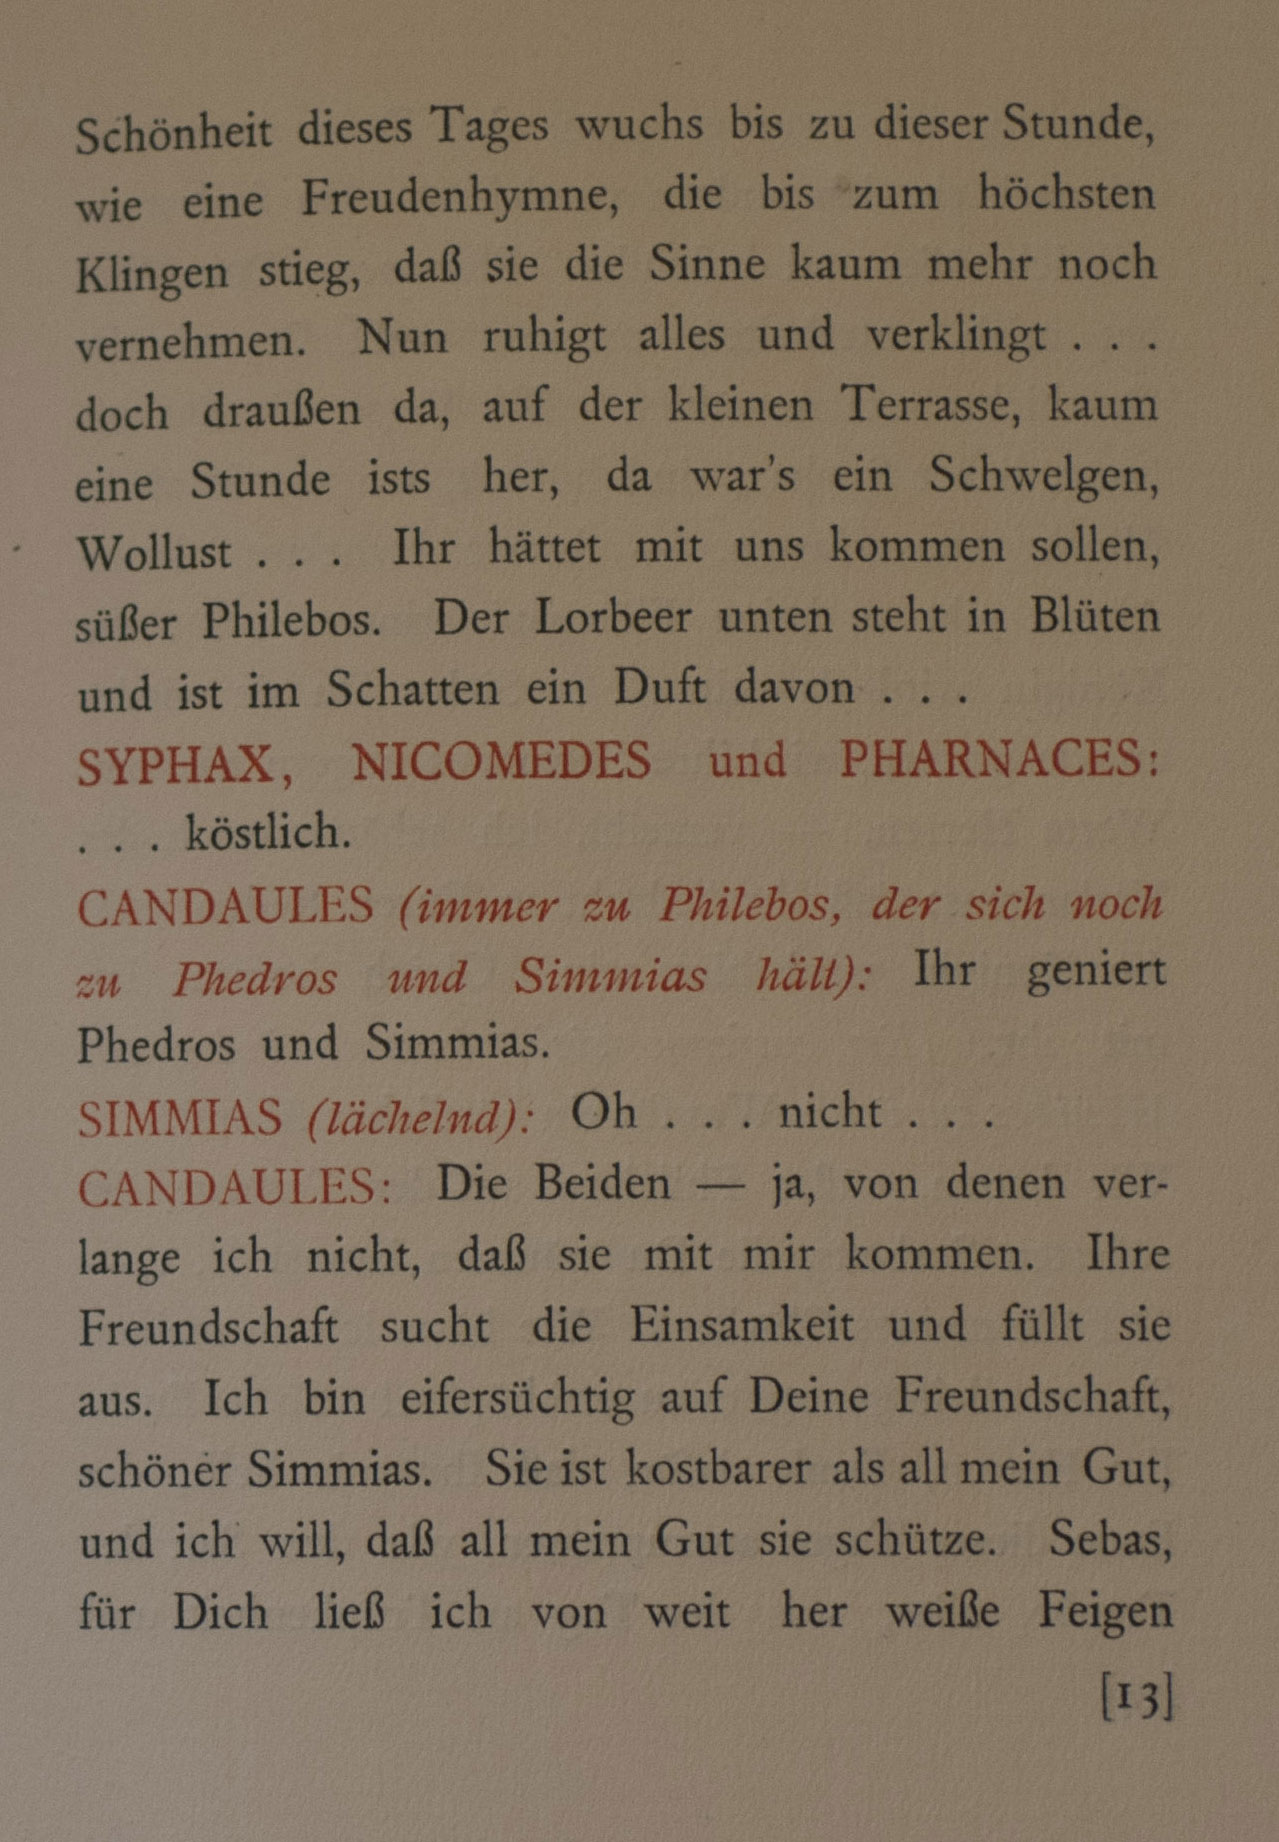 Schönheit dieses Tages wuchs bis zu dieser Stunde,
wie eine Freudenhymne, die bis zum höchsten
Klingen stieg, daß sie die Sinne kaum mehr noch
vernehmen. Nun ruhigt alles und verklingt . . .
doch draußen da, auf der kleinen Terrasse, kaum
eine Stunde ists her, da war's ein Schwelgen,
Wollust . . . Ihr hättet mit uns kommen sollen,
süßer Philebos. Der Lorbeer unten steht in Blüten
und ist im Schatten ein Duft davon . . .
SYPHAX, NICOMEDES und PHARNACES:
. . . köstlich.
CANDAULES (immer zu Philebos, der sich noch
zu Phedros und Simmias hält): Ihr geniert
Phedros und Simmias.
SIMMIAS (lächelnd): Oh . . . nicht . . .
CANDAULES: Die Beiden — ja, von denen ver-
lange ich nicht, daß sie mit mir kommen. Ihre
Freundschaft sucht die Einsamkeit und füllt sie
aus. Ich bin eifersüchtig auf Deine Freundschaft,
schöner Simmias. Sie ist kostbarer als all mein Gut,
und ich will, daß all mein Gut sie schütze. Sebas,
für Dich ließ ich von weit her weiße Feigen
[13]